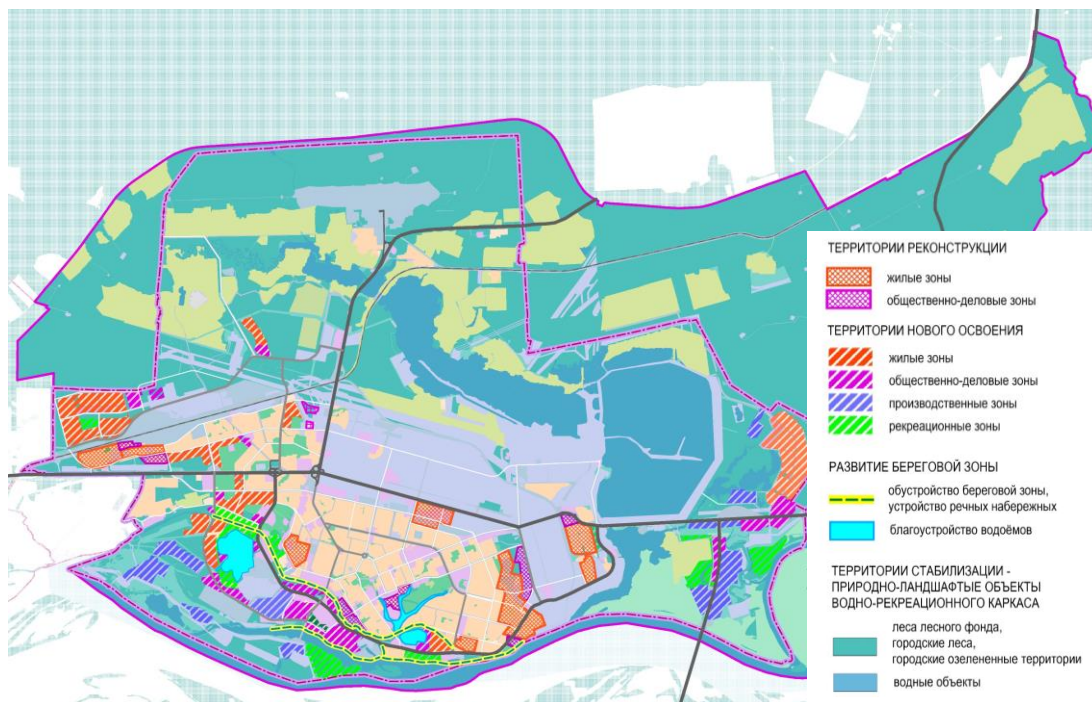 ТЕРРИТОРИИ РЕКОНСТРУКЦИИ
жилые зоны
общественно-деловые зоны
ТЕРРИТОРИИ НОВОГО ОСВОЕНИЯ
жилые зоны
общественно-деловые зоны
производственные зоны
рекреационные зоны
РАЗВИТИЕ БЕРЕГОВОЙ ЗОНЫ
обустройство береговой зоны,
устройство речных набережных
благоустройство водоёмов
ТЕРРИТОРИИ СТАБИЛИЗАЦИИ -
ПРИРОДНО-ЛАНДШАФТЫЕ ОБЪЕКТЫ
ВОДНО-РЕКРЕАЦИОННОГО КАРКАСА
леса лесного фонда,
городские леса,
городские озелененные территории
водные объекты